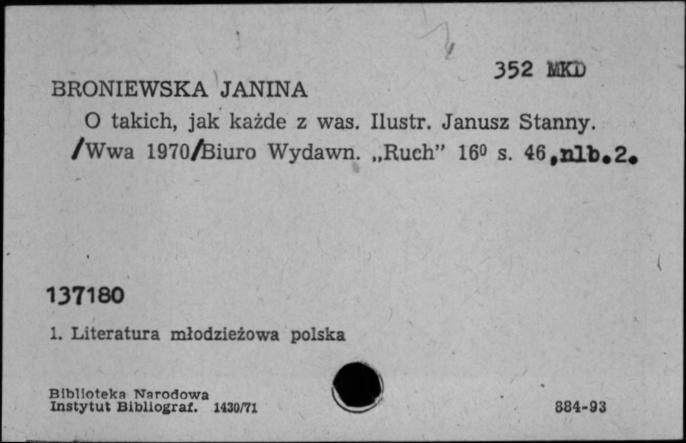 352 MKD
BRONIEWSKA JANINA
O takich, jak każde z was. Ilustr. Janusz Stanny.
/Wwa 1970/Biuro Wydawn. „Ruch” 16⁰ s. 46,nlb.2.
137180
1. Literatura młodzieżowa polska
Biblioteka Narodowa
Instytut Bibliograf. 1430/71
884-93